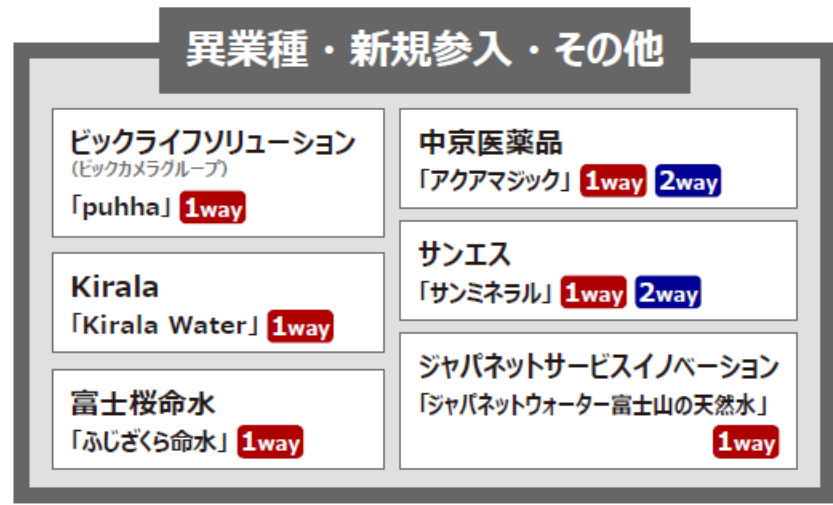 異業種・新規参入・その他
ビックライフソリューション
(ビックカメラグループ)
「puhha」 1way
Kirala
「Kirala Water」 1way
富士桜命水
「ふじざくら命水」 1way
中京医薬品
「アクアマジック」 1way 2way
サンエス
「サンミネラル」 1way 2way
ジャパネットサービスイノベーション
「ジャパネットウォーター富士山の天然水」
1way